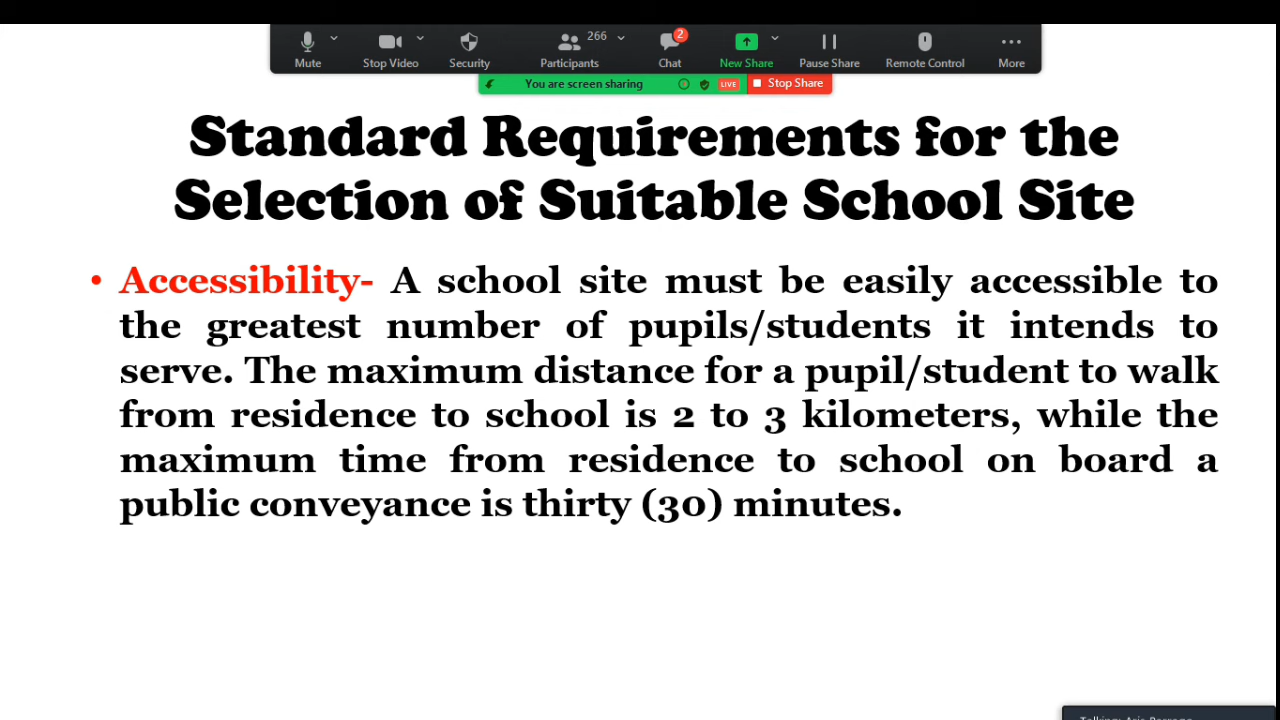 266
2
Mute
Stop Video
Security
Participants
Chat
New Share
Pause Share
Remote Control
More
You are screen sharing
LIVE
Stop Share
Standard Requirements for the
Selection of Suitable School Site
• Accessibility- A school site must be easily accessible to
the greatest number of pupils/students it intends to
serve. The maximum distance for a pupil/student to walk
from residence to school is 2 to 3 kilometers, while the
maximum time from residence to school on board a
public conveyance is thirty (30) minutes.
Talking: